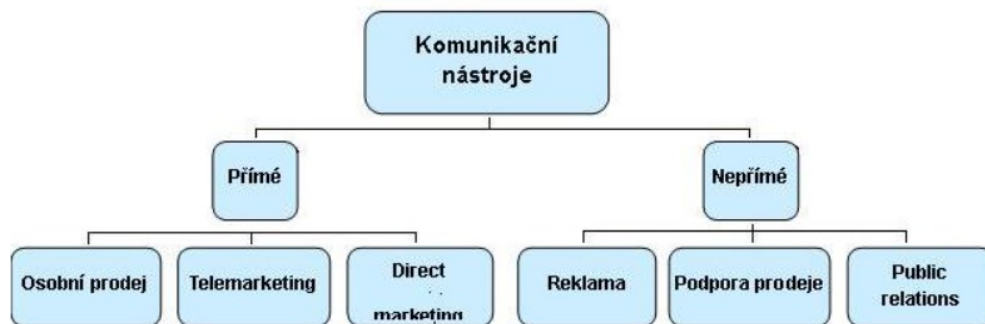 Komunikační
nástroje
Přímé
Nepřímé
Osobní prodej
Telemarketing
Direct
marketing
Reklama
Podpora prodeje
Public
relations